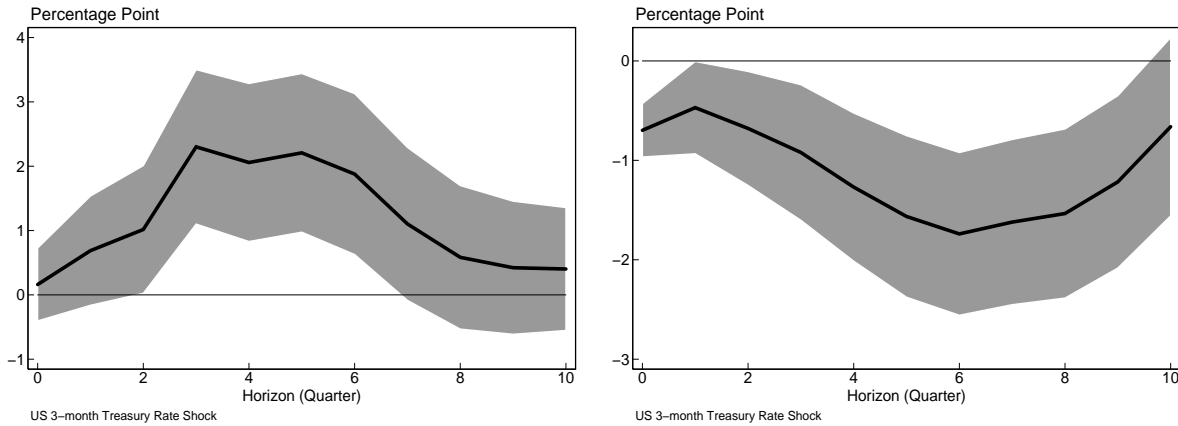 Percentage Point
4
3
2
1
0
−1
0 2 4 6 8 10
Horizon (Quarter)
US 3−month Treasury Rate Shock
Percentage Point
0
−1
−2
−3
0 2 4 6 8 10
Horizon (Quarter)
US 3−month Treasury Rate Shock